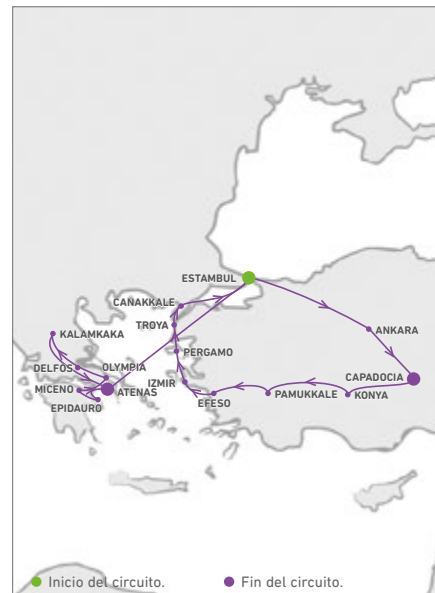 ESTAMBUL
CANAKKALE
TROYA
ANKARA
KALAMKAKA
PERGAMO
DELFOS
OLYMPIA
CAPADOCIA
MICENO
ATENAS
IZMIR
EFESO
PAMUKKALE
KONYA
EPIDAURO
Inicio del circuito.
Fin del circuito.